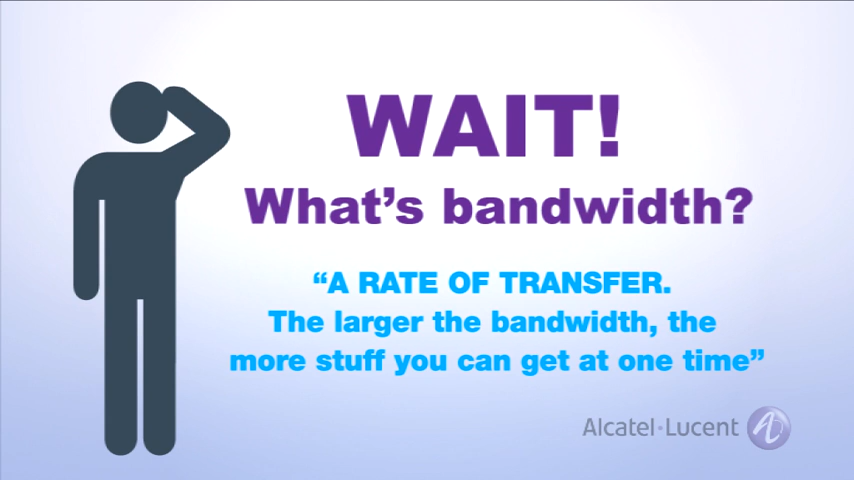 WAIT!
What's bandwidth?
“A RATE OF TRANSFER.
The larger the bandwidth, the
more stuff you can get at one time”
Alcatel•Lucent